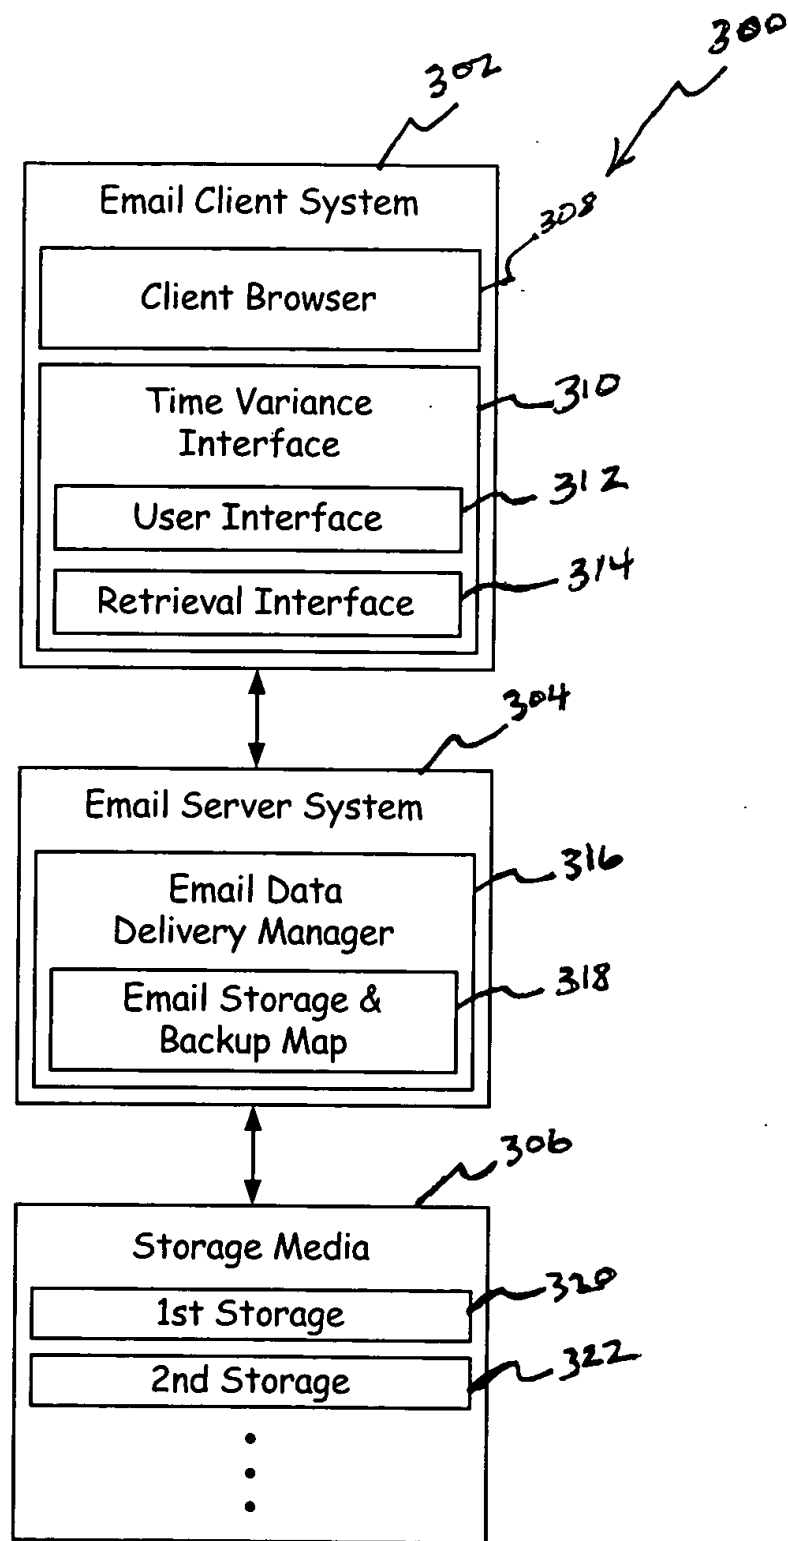 300
302
Email Client System
308
Client Browser
310
Time Variance
Interface
312
User Interface
314
Retrieval Interface
304
Email Server System
316
Email Data
Delivery Manager
318
Email Storage &
Backup Map
306
Storage Media
320
1st Storage
322
2nd Storage